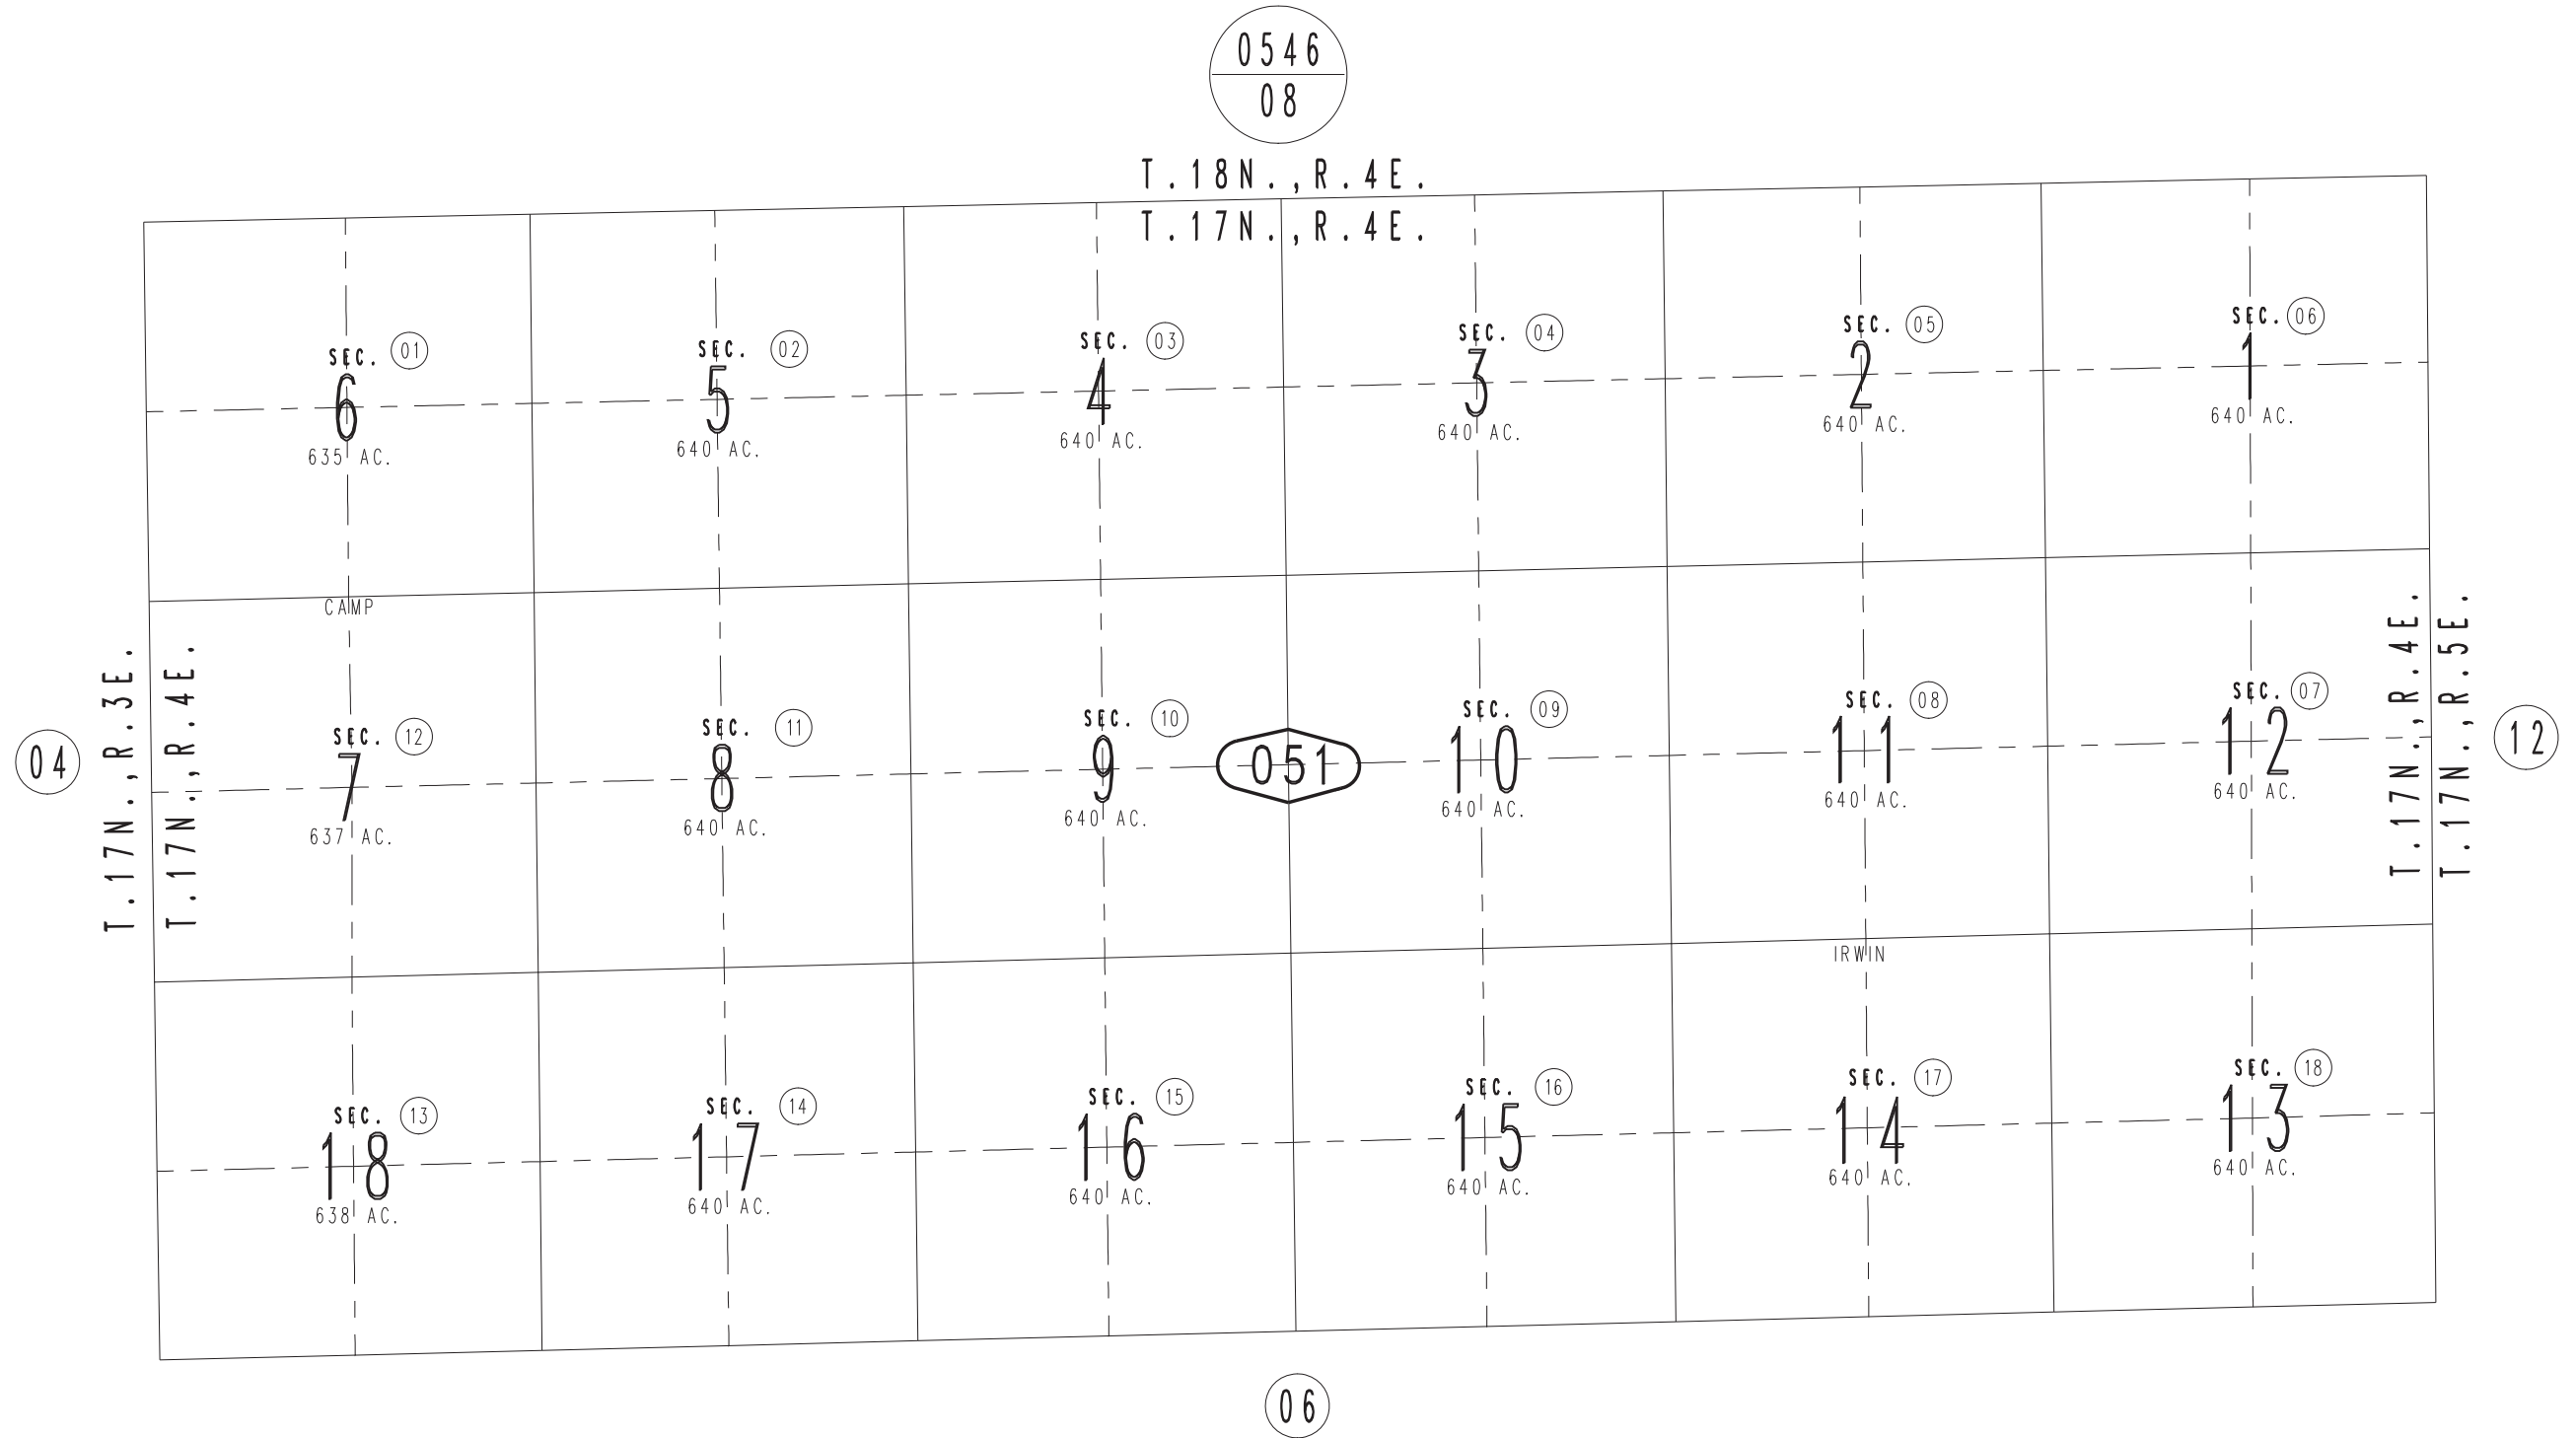 0546
08
T.18N.,R.4E.
T.17N.,R.4E.
SEC. 01
6
635 AC.
SEC. 02
5
640 AC.
SEC. 03
4
640 AC.
SEC. 04
3
640 AC.
SEC. 05
2
640 AC.
SEC. 06
1
640 AC.
CAMP
T.17N.,R.3E.
T.17N.,R.4E.
04
SEC. 12
7
637 AC.
SEC. 11
8
640 AC.
SEC. 10
9
640 AC.
051
SEC. 09
10
640 AC.
SEC. 08
11
640 AC.
SEC. 07
12
640 AC.
T.17N.,R.4E.
T.17N.,R.5E.
12
IRWIN
SEC. 13
18
638 AC.
SEC. 14
17
640 AC.
SEC. 15
16
640 AC.
SEC. 16
15
640 AC.
SEC. 17
14
640 AC.
SEC. 18
13
640 AC.
06